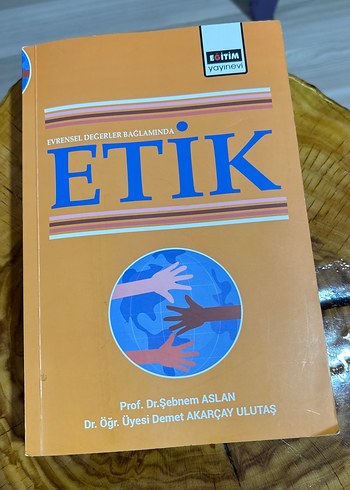 EĞİTİM
yayınevi
EVRENSEL DEĞERLER BAĞLAMINDA
ETİK
Prof. Dr.Şebnem ASLAN
Dr. Öğr. Üyesi Demet AKARÇAY ULUTAŞ